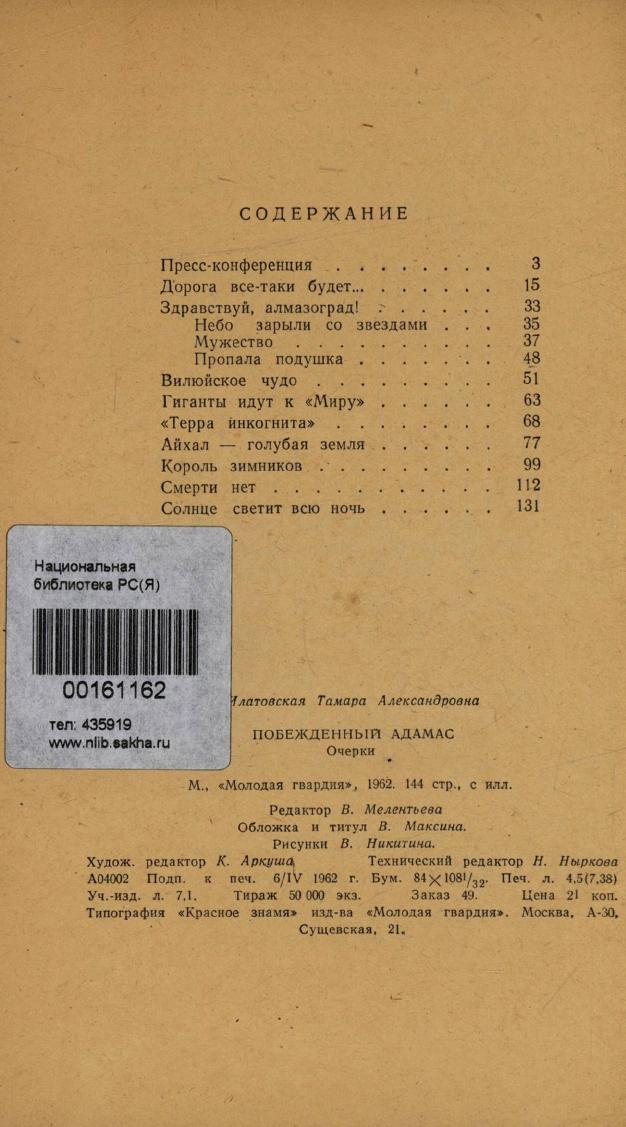 СОДЕРЖАНИЕ
Пресс-конференция . . . . . . . . 3
Дорога все-таки будет... . . . . . . 15
Здравствуй, алмазоград! . . . . . . 33
Небо зарыли со звездами . . . 35
Мужество . . . . . . . . . 37
Пропала подушка . . . . . . . 48
Вилюйское чудо . . . . . . . . . 51
Гиганты идут к «Миру» . . . . . . 63
«Терра инкогнита» . . . . . . . . 68
Айхал — голубая земля . . . . . . 77
Король зимников . . . . . . . . . 99
Смерти нет . . . . . . . . . . . 112
Солнце светит всю ночь . . . . . . 131
Национальная
библиотека РС(Я)
00161162
тел: 435919
www.nlib.sakha.ru
Илатовская Тамара Александровна
ПОБЕЖДЕННЫЙ АДАМАС
Очерки
М., «Молодая гвардия», 1962. 144 стр., с илл.
Редактор В. Мелентьева
Обложка и титул В. Максина.
Рисунки В. Никитина.
Худож. редактор К. Аркуша Технический редактор Н. Ныркова
А04002 Подп. к печ. 6/IV 1962 г. Бум. 84×108¹/₃₂. Печ. л. 4,5(7,38)
Уч.-изд. л. 7,1. Тираж 50 000 экз. Заказ 49. Цена 21 коп.
Типография «Красное знамя» изд-ва «Молодая гвардия». Москва, А-30,
Сущевская, 21.